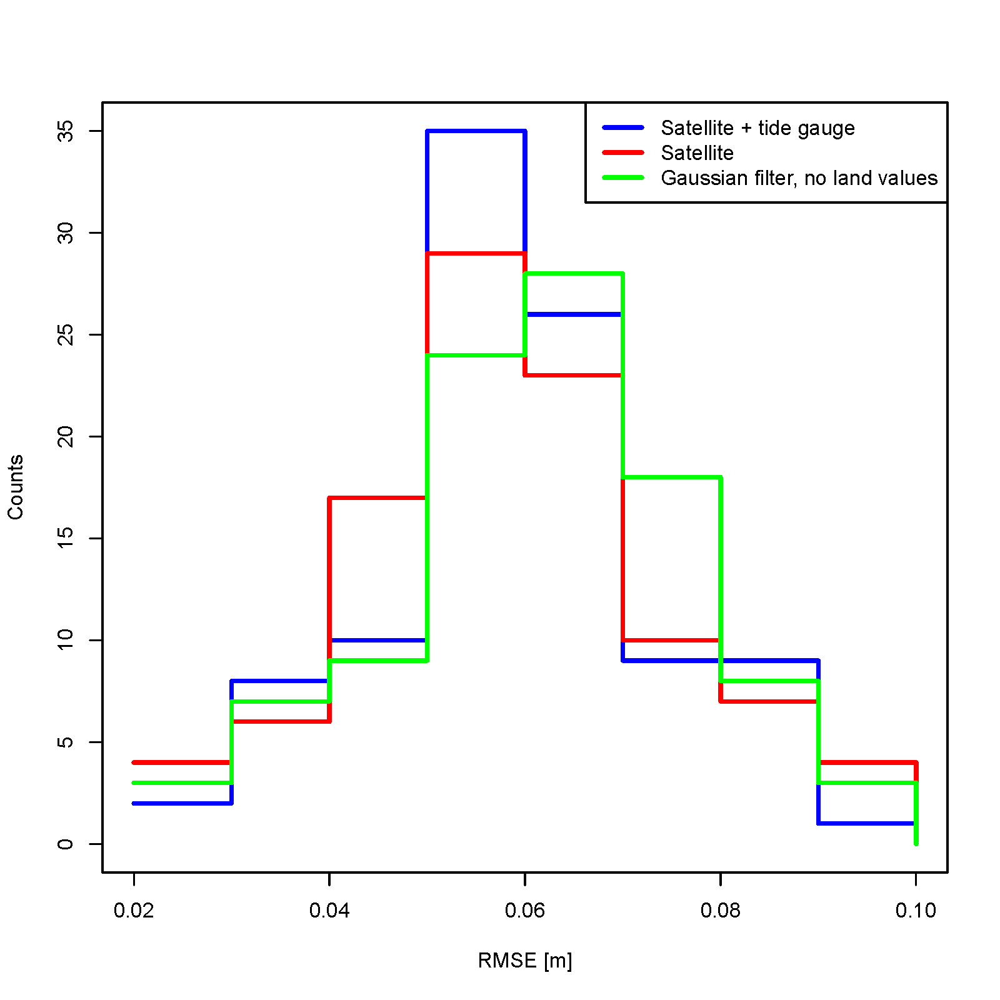 Satellite + tide gauge
Satellite
Gaussian filter, no land values
35
30
25
20
15
10
5
0
Counts
0.02 0.04 0.06 0.08 0.10
RMSE [m]